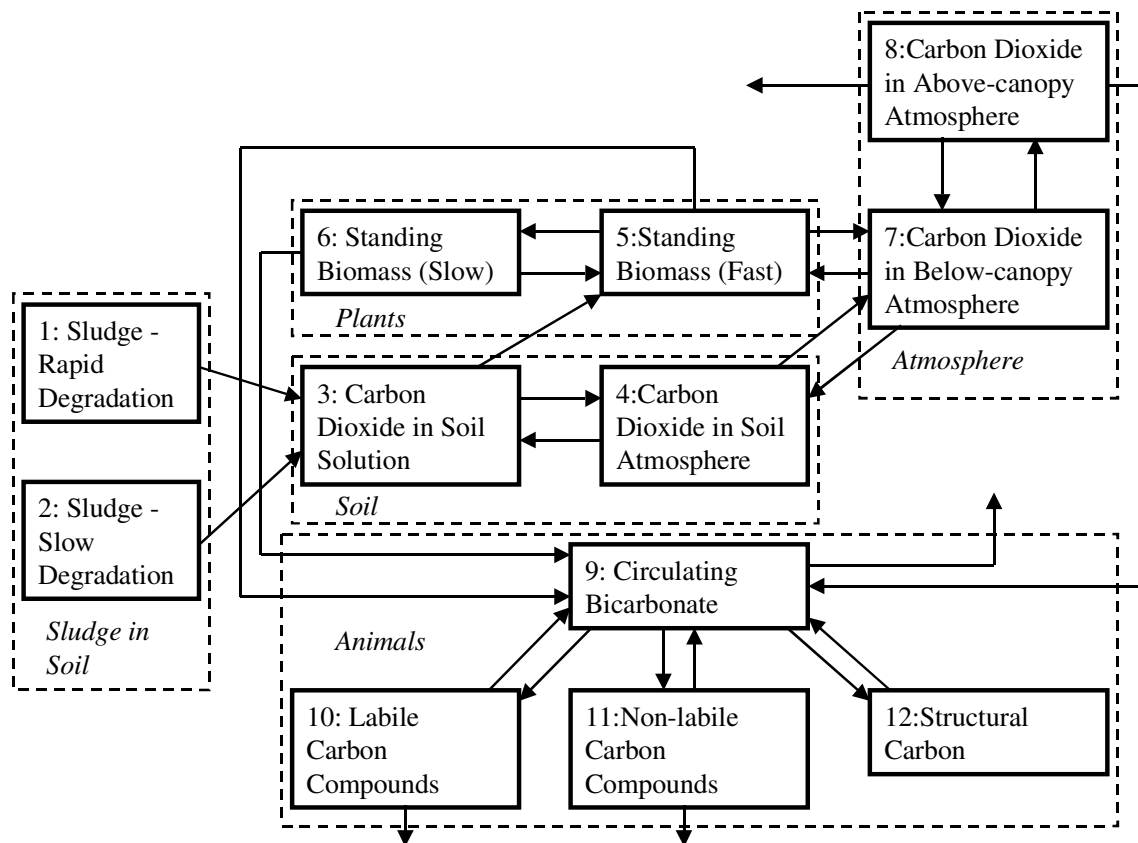 8:Carbon Dioxide
in Above-canopy
Atmosphere
6: Standing
Biomass (Slow)
5:Standing
Biomass (Fast)
7:Carbon Dioxide
in Below-canopy
Atmosphere
Plants
Atmosphere
1: Sludge -
Rapid
Degradation
3: Carbon
Dioxide in Soil
Solution
4:Carbon
Dioxide in Soil
Atmosphere
2: Sludge -
Slow
Degradation
Soil
Sludge in
Soil
9: Circulating
Bicarbonate
Animals
10: Labile
Carbon
Compounds
11:Non-labile
Carbon
Compounds
12:Structural
Carbon